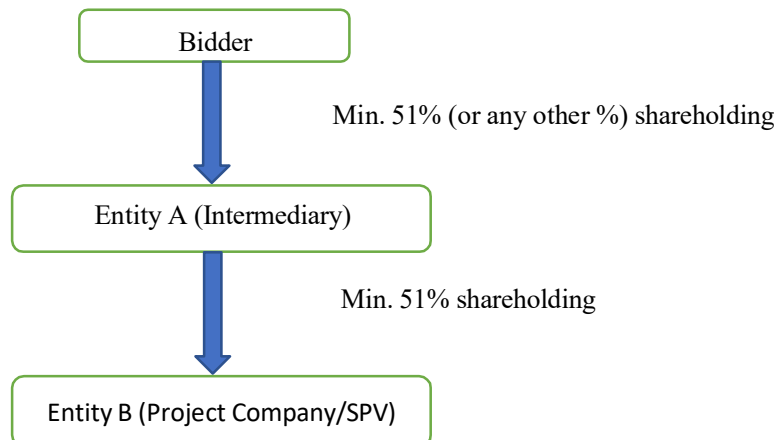 Bidder
Min. 51% (or any other %) shareholding
Entity A (Intermediary)
Min. 51% shareholding
Entity B (Project Company/SPV)